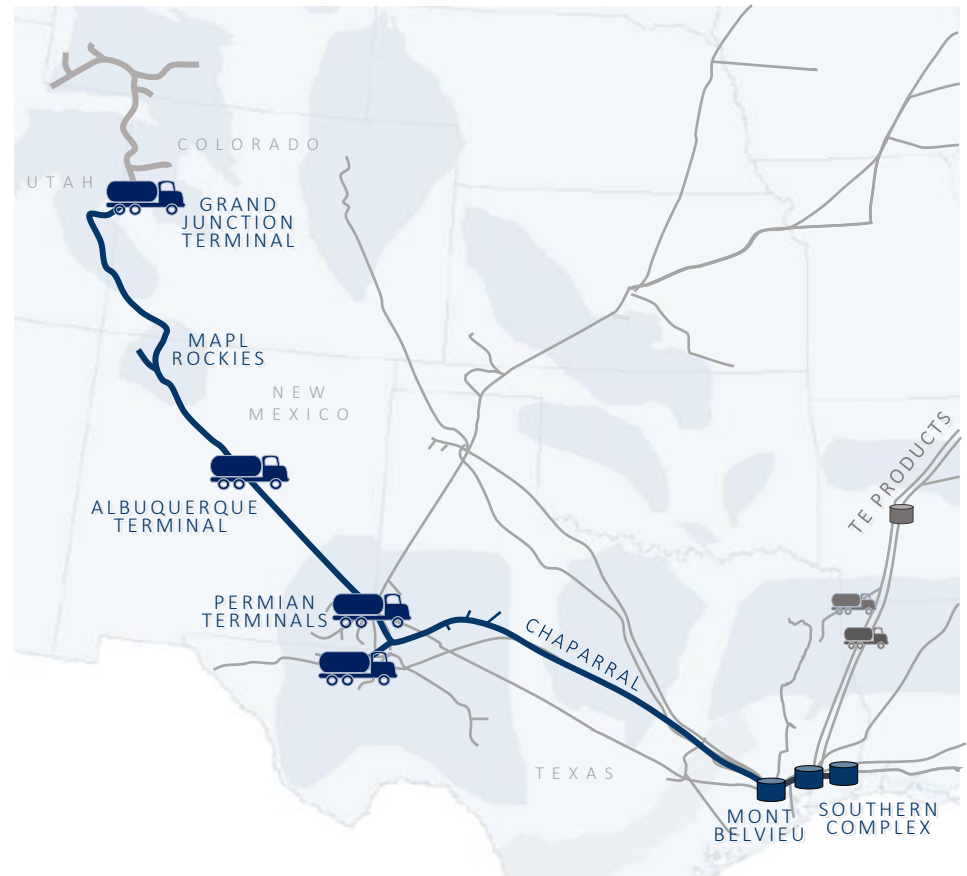 COLORADO
UTAH
GRAND
JUNCTION
TERMINAL
MAPL
ROCKIES
NEW
MEXICO
TE PRODUCTS
ALBUQUERQUE
TERMINAL
PERMIAN
TERMINALS
CHAPARRAL
TEXAS
MONT
BELVIEU
SOUTHERN
COMPLEX